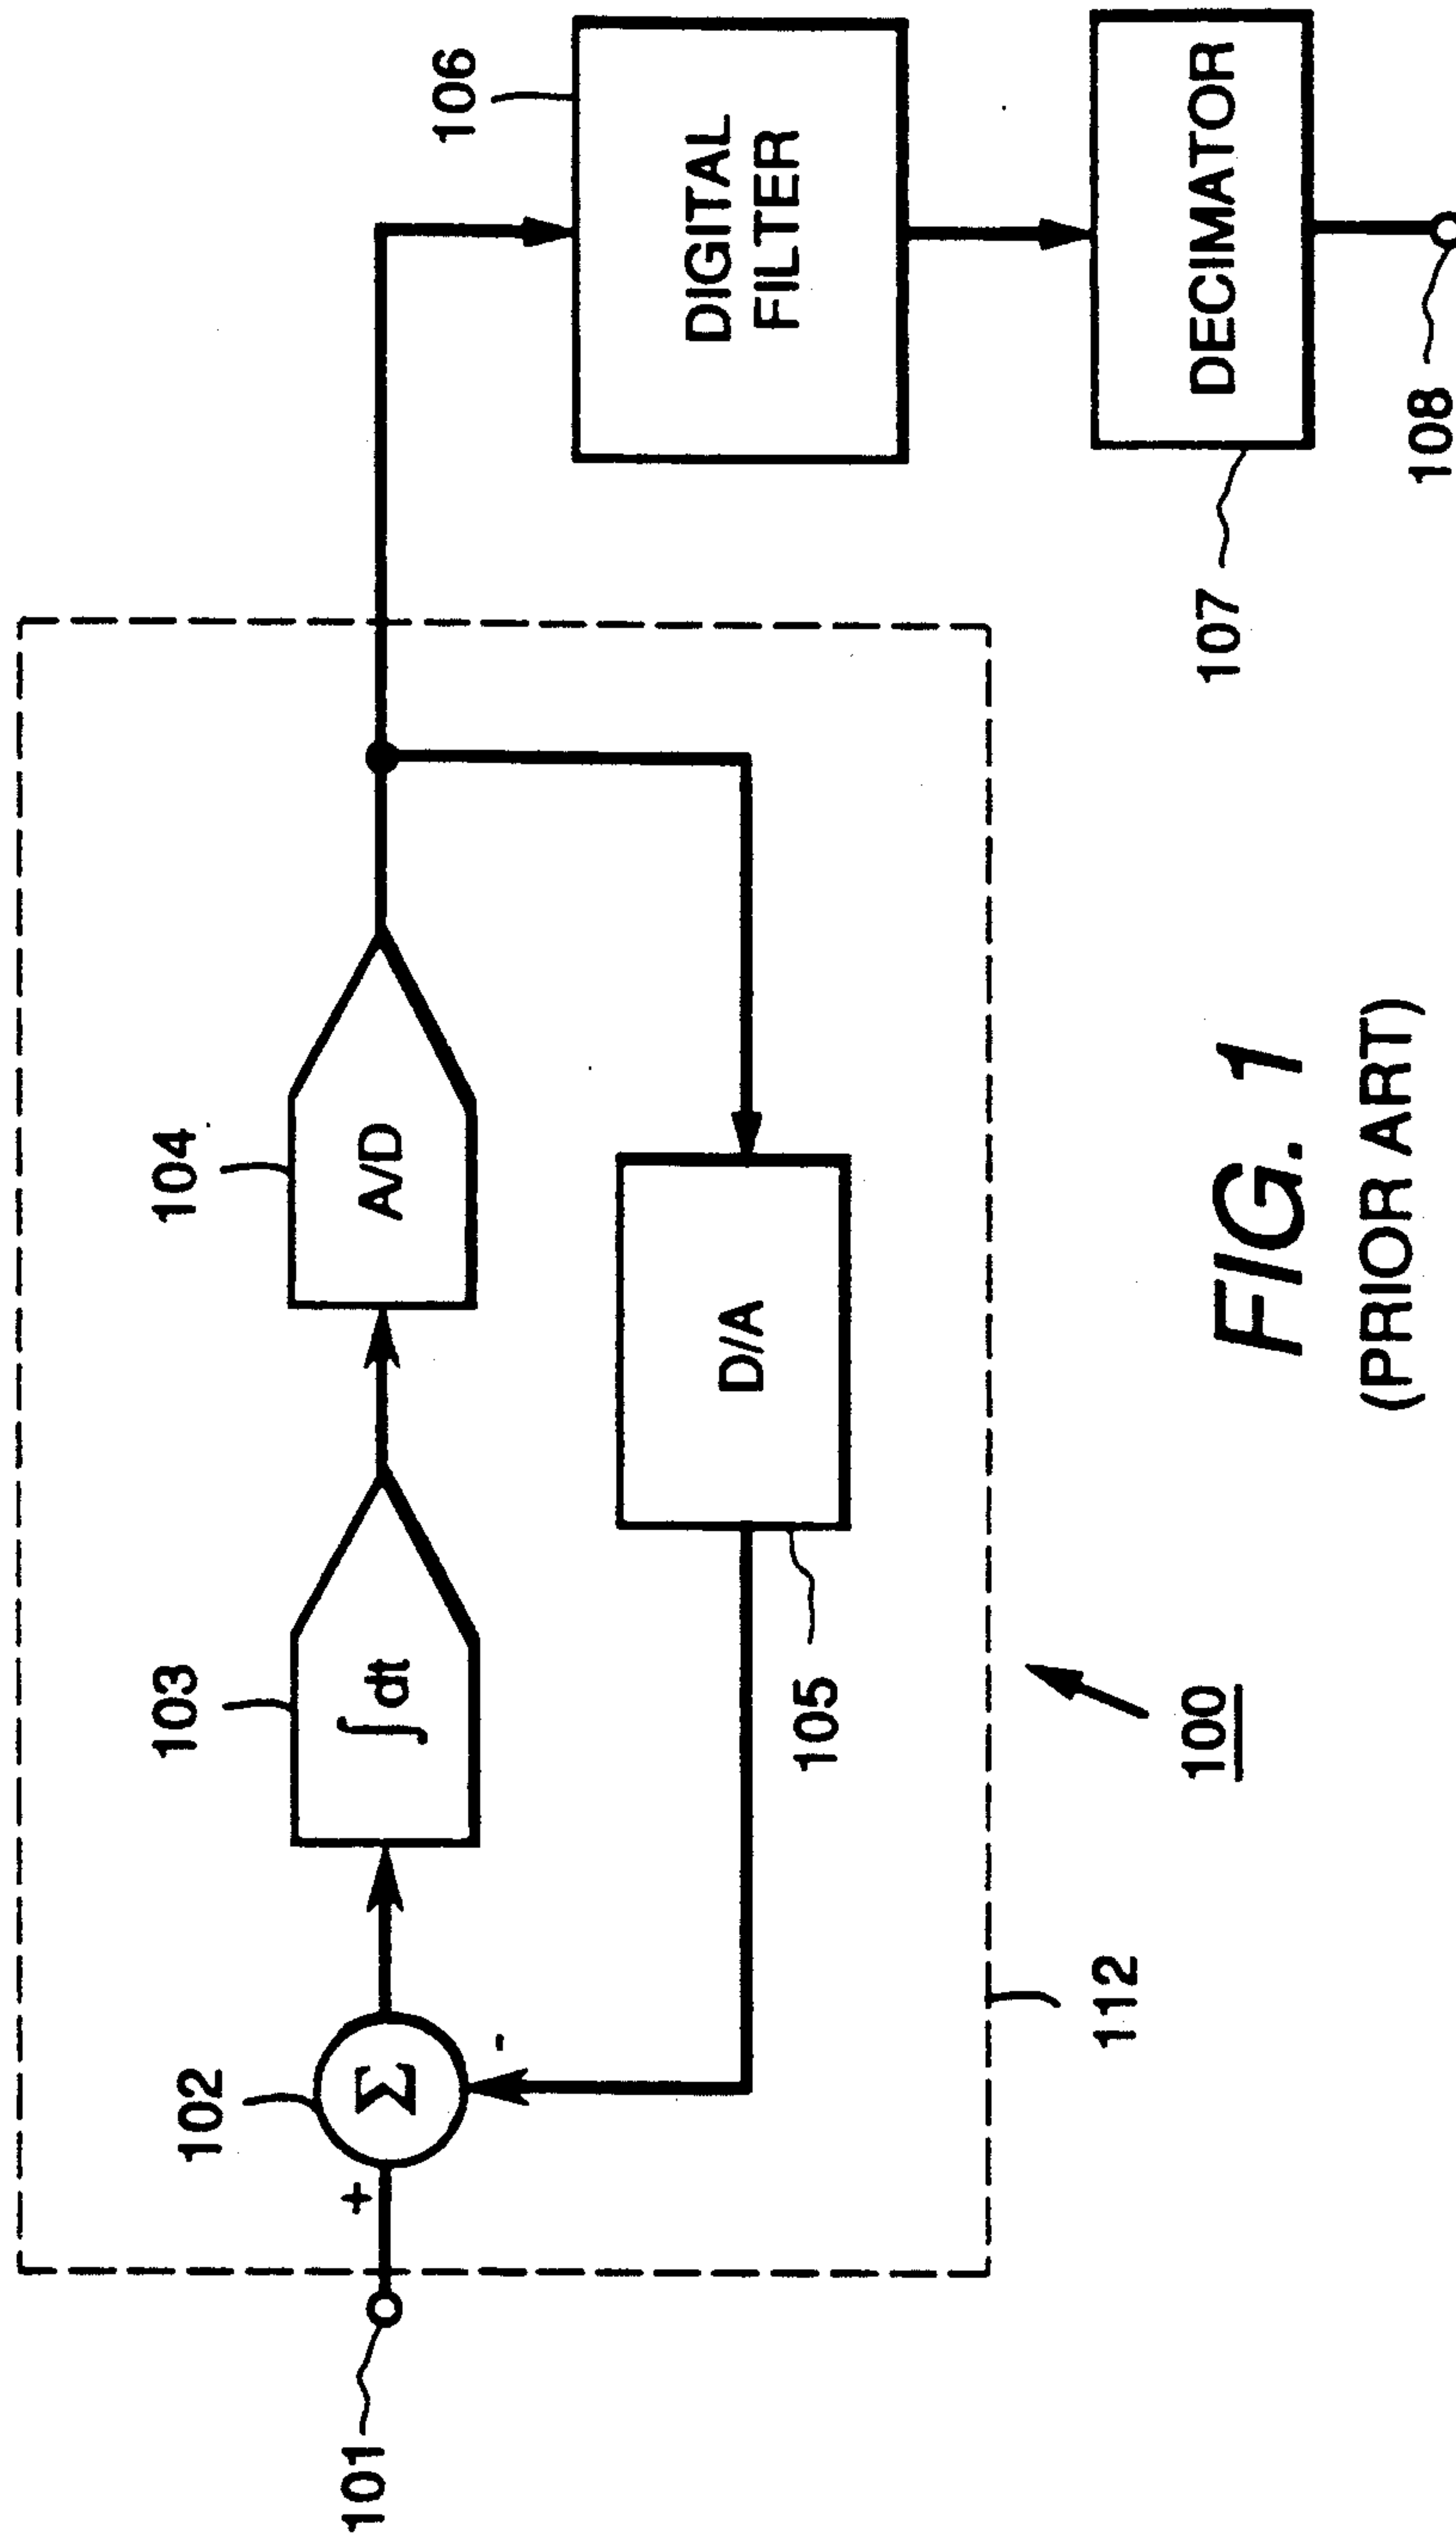 102
103
104
106
101
+
Σ
-
∫dt
A/D
D/A
105
DIGITAL
FILTER
DECIMATOR
107
108
112
100
FIG. 1
(PRIOR ART)